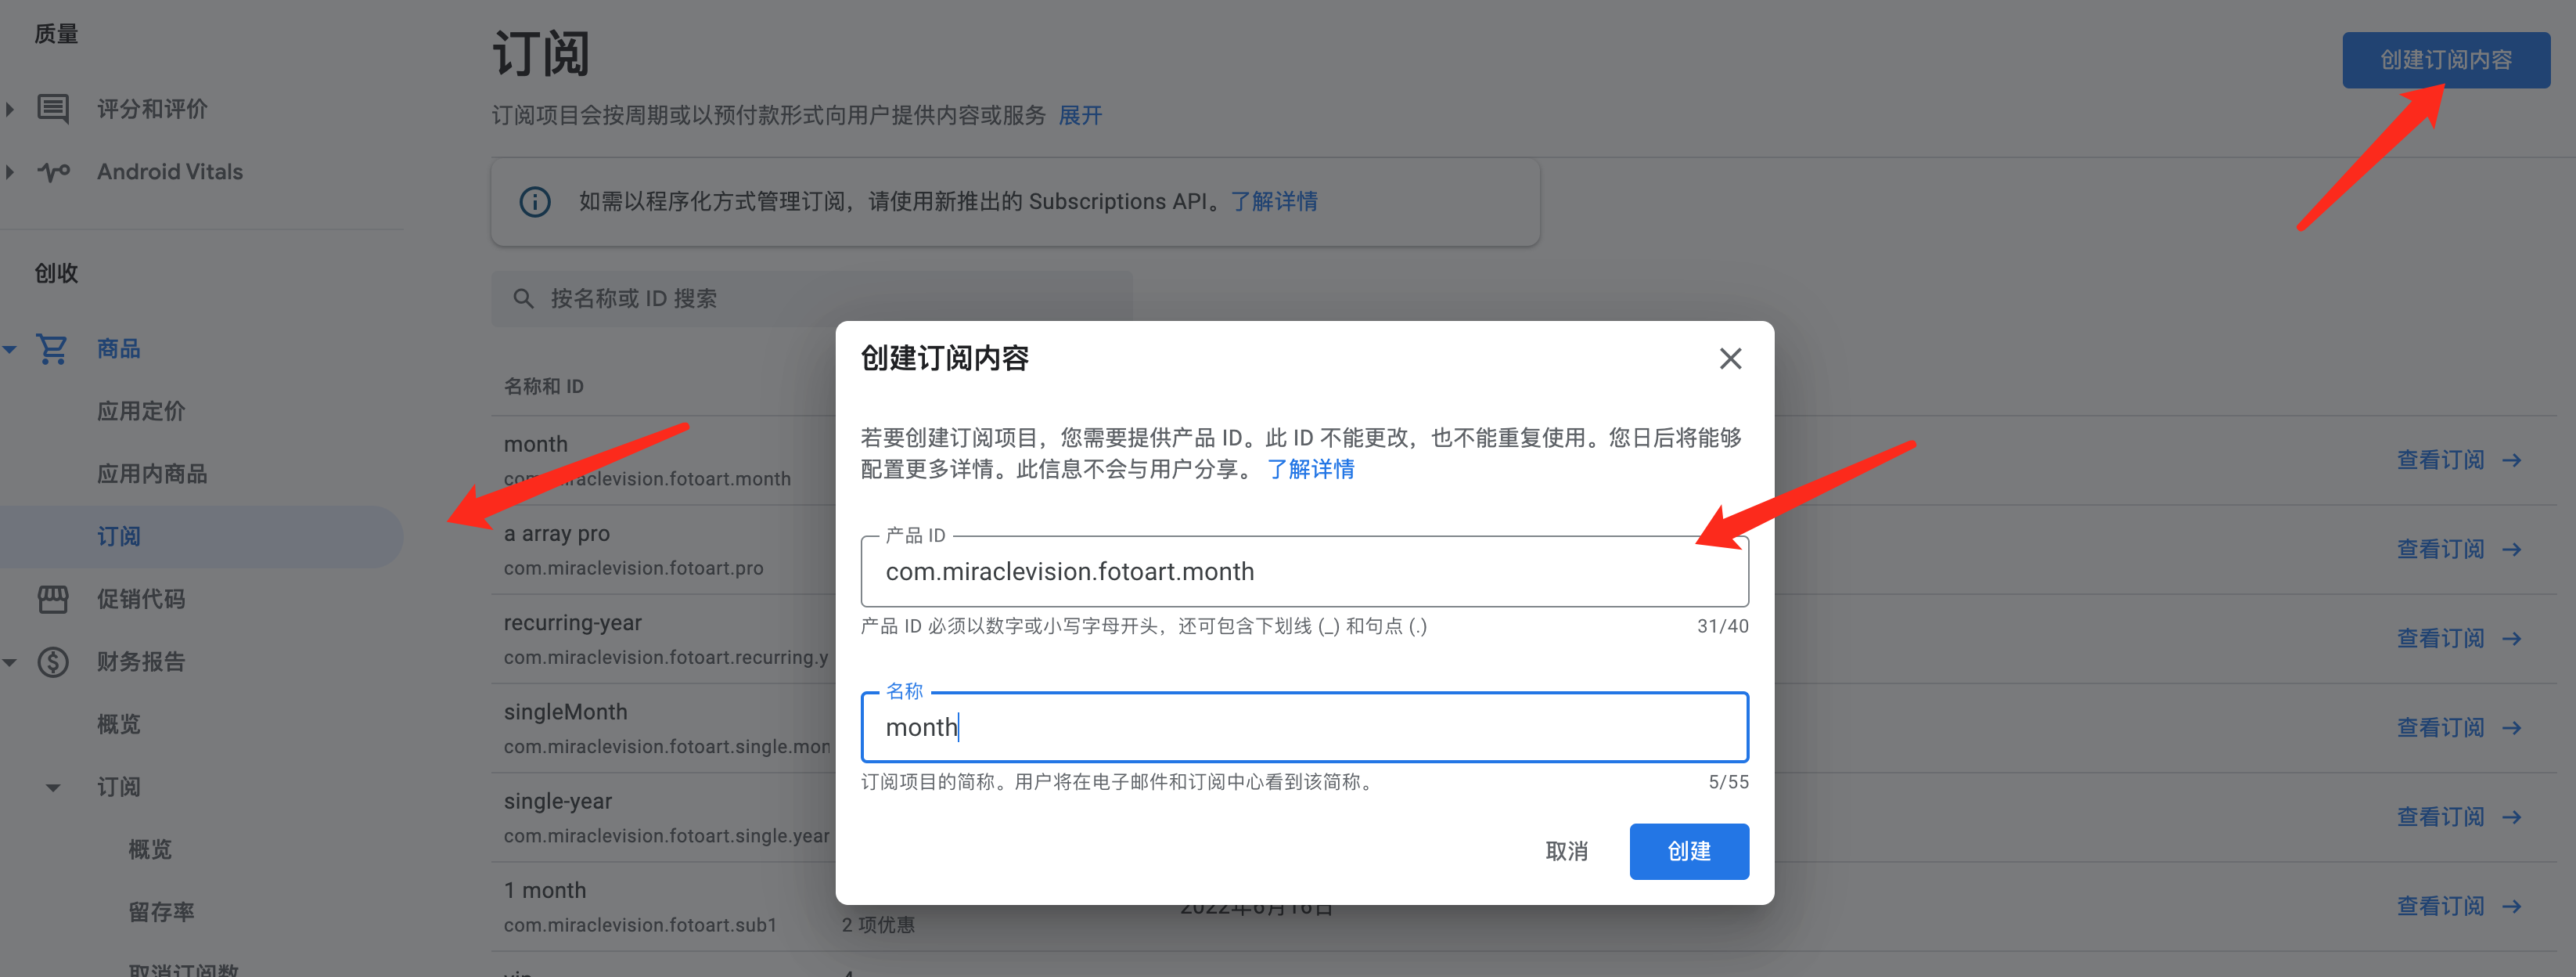 质量
评分和评价
Android Vitals
创收
商品
应用定价
应用内商品
订阅
促销代码
财务报告
概览
订阅
概览
留存率
取消订阅数
订阅
创建订阅内容
订阅项目会按周期或以预付款形式向用户提供内容或服务 展开
如需以程序化方式管理订阅，请使用新推出的 Subscriptions API。了解详情
按名称或 ID 搜索
名称和 ID
month
com.miraclevision.fotoart.month
查看订阅
a array pro
com.miraclevision.fotoart.pro
查看订阅
recurring-year
com.miraclevision.fotoart.recurring.y
查看订阅
singleMonth
com.miraclevision.fotoart.single.mon
查看订阅
single-year
com.miraclevision.fotoart.single.year
查看订阅
1 month
com.miraclevision.fotoart.sub1
2 项优惠
2022年6月16日
查看订阅
创建订阅内容
若要创建订阅项目，您需要提供产品 ID。此 ID 不能更改，也不能重复使用。您日后将能够
配置更多详情。此信息不会与用户分享。 了解详情
产品 ID
com.miraclevision.fotoart.month
产品 ID 必须以数字或小写字母开头，还可包含下划线 (_) 和句点 (.)
31/40
名称
month
订阅项目的简称。用户将在电子邮件和订阅中心看到该简称。
5/55
取消
创建